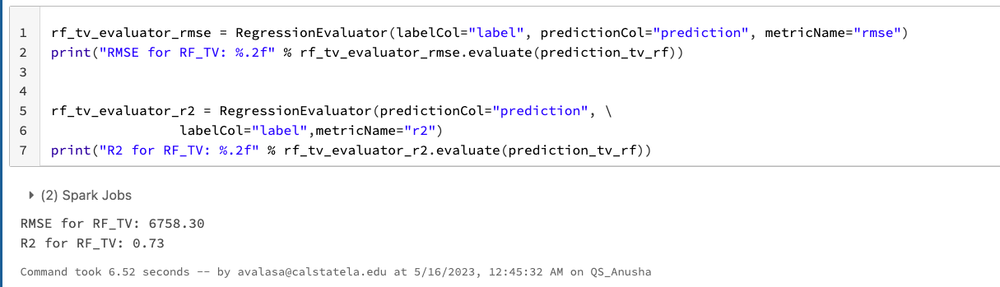 1 rf_tv_evaluator_rmse = RegressionEvaluator(labelCol="label", predictionCol="prediction", metricName="rmse")
2 print("RMSE for RF_TV: %.2f" % rf_tv_evaluator_rmse.evaluate(prediction_tv_rf))
3
4
5 rf_tv_evaluator_r2 = RegressionEvaluator(predictionCol="prediction", \
6 labelCol="label",metricName="r2")
7 print("R2 for RF_TV: %.2f" % rf_tv_evaluator_r2.evaluate(prediction_tv_rf))
(2) Spark Jobs
RMSE for RF_TV: 6758.30
R2 for RF_TV: 0.73
Command took 6.52 seconds -- by avalasa@calstatela.edu at 5/16/2023, 12:45:32 AM on QS_Anusha